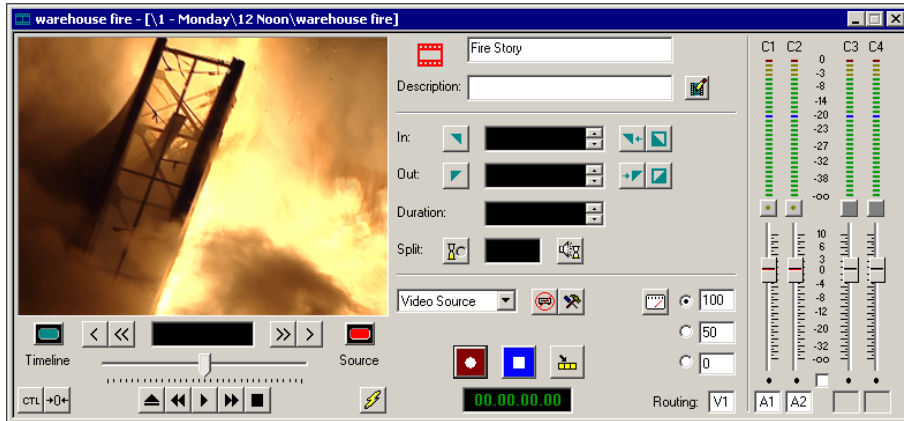 warehouse fire - [\1 - Monday\12 Noon\warehouse fire]
Fire Story
Description:
In:
Out:
Duration:
Split:
Video Source
100
50
0
Timeline
Source
CTL →0←
00.00.00.00
Routing: V1
C1 C2 C3 C4
0
-3
-8
-14
-20
-23
-27
-32
-38
-oo
10
6
3
0
-4
-8
-12
-20
-32
-oo
A1 A2